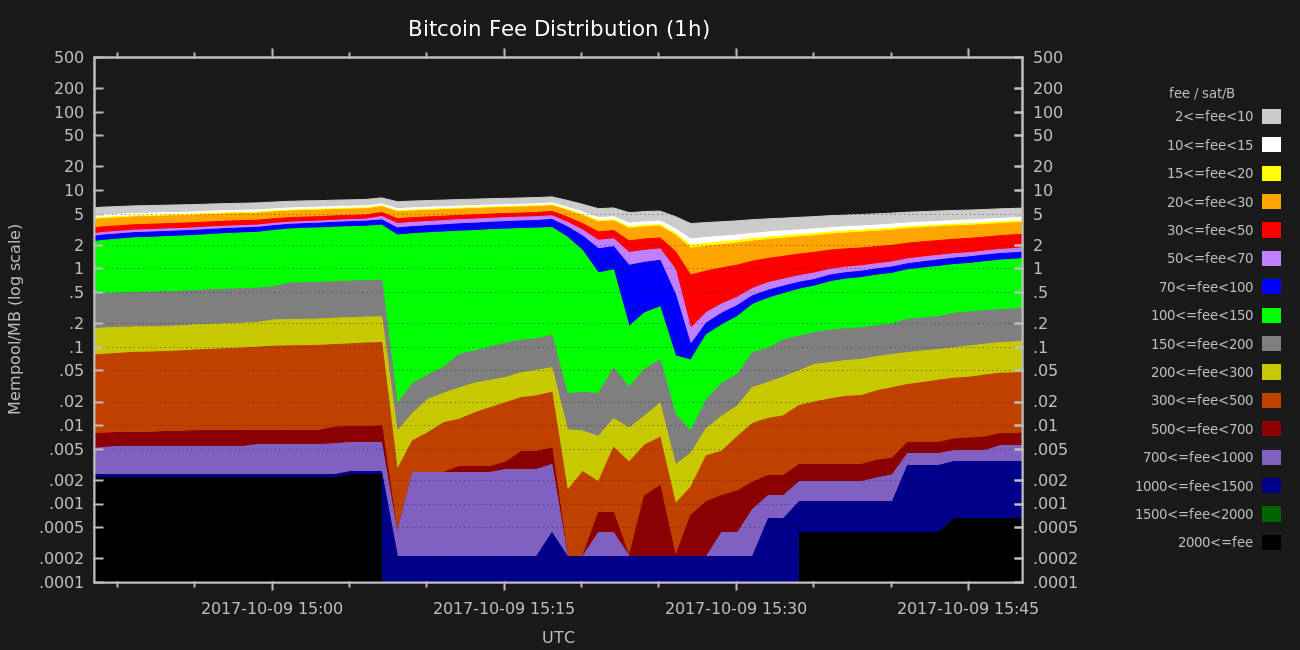 Bitcoin Fee Distribution (1h)
Mempool/MB (log scale)
500
200
100
50
20
10
5
2
1
.5
.2
.1
.05
.02
.01
.005
.002
.001
.0005
.0002
.0001
500
200
100
50
20
10
5
2
1
.5
.2
.1
.05
.02
.01
.005
.002
.001
.0005
.0002
.0001
2017-10-09 15:00
2017-10-09 15:15
2017-10-09 15:30
2017-10-09 15:45
UTC
fee / sat/B
2<=fee<10
10<=fee<15
15<=fee<20
20<=fee<30
30<=fee<50
50<=fee<70
70<=fee<100
100<=fee<150
150<=fee<200
200<=fee<300
300<=fee<500
500<=fee<700
700<=fee<1000
1000<=fee<1500
1500<=fee<2000
2000<=fee